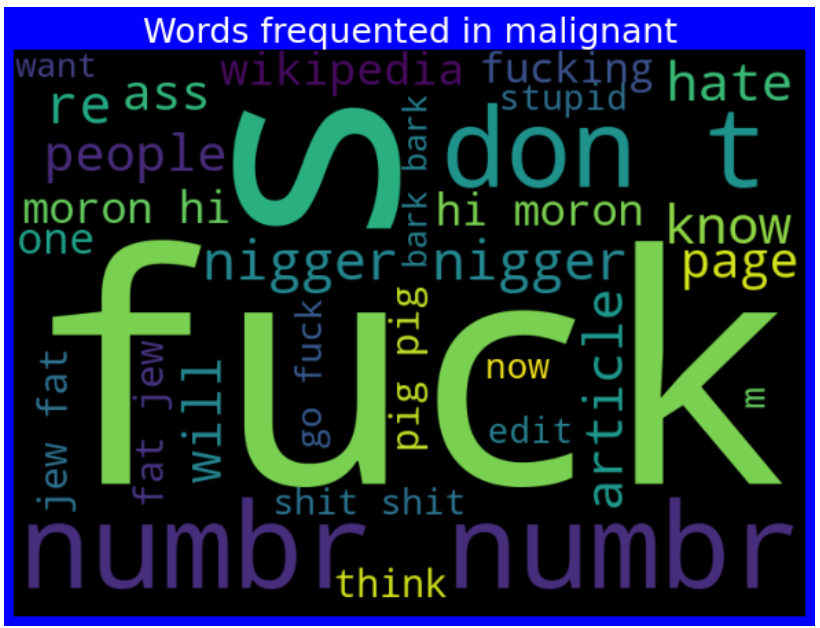 Words frequented in malignant
want
wikipedia
fucking
hate
re
ass
stupid
people
s
bark bark
don t
moron hi
hi moron
know
one
nigger nigger
bark bark
page
fuck
jew fat
fat jew
will
go fuck
pig pig
now
edit
article
m
shit shit
numbr numbr
think